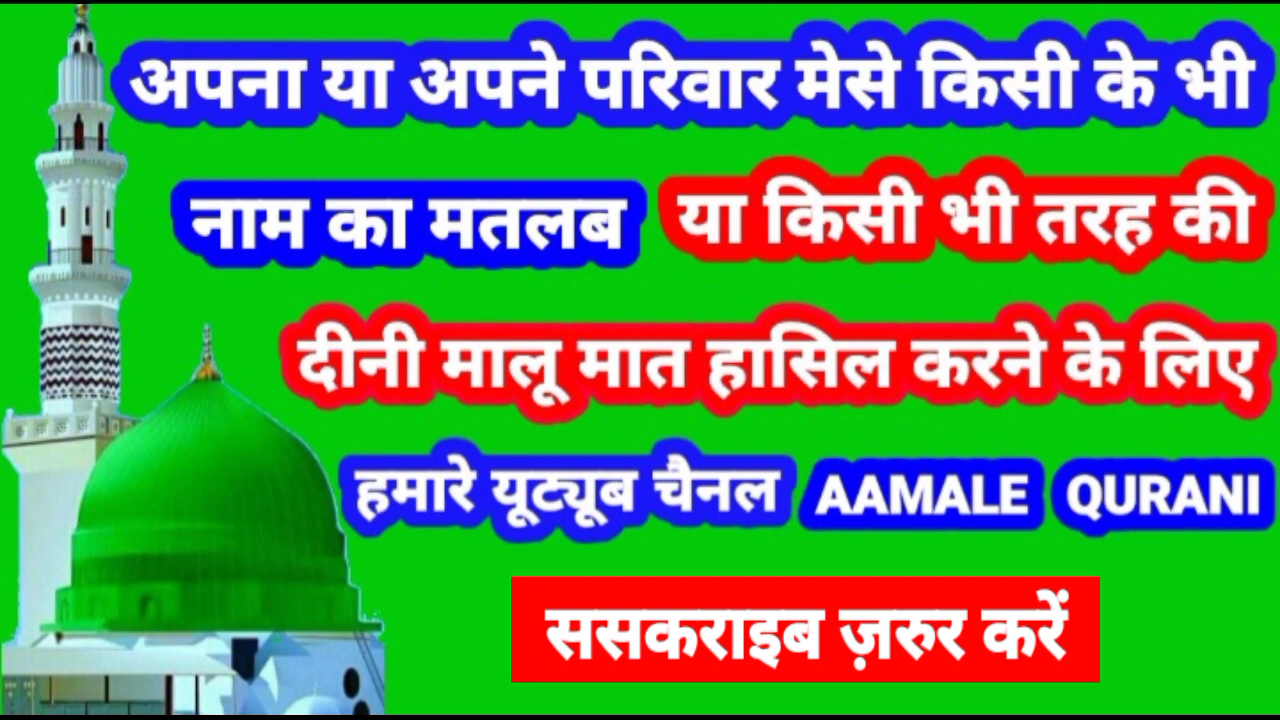 अपना या अपने परिवार मेसे किसी के भी
नाम का मतलब या किसी भी तरह की
दीनी मालू मात हासिल करने के लिए
हमारे यूट्यूब चैनल AAMALE QURANI
ससकराइब ज़रुर करें